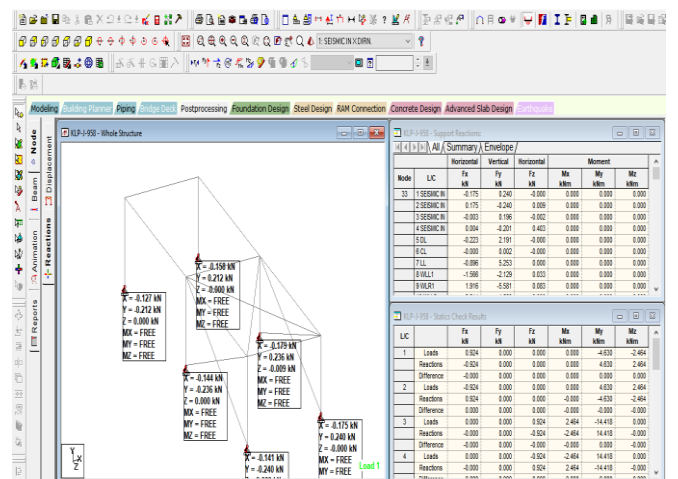 1: SEISMIC IN X DIRN.
Modeling Building Planner Piping Bridge Deck Postprocessing Foundation Design Steel Design RAM Connection Concrete Design Advanced Slab Design Earthquake
Node
Beam
Animation
Reports
Displacement
Reactions
KLP-J-958 - Whole Structure
X = -0.158 kN
Y = 0.212 kN
Z = -0.000 kN
MX = FREE
MY = FREE
MZ = FREE
X = -0.127 kN
Y = -0.212 kN
Z = 0.000 kN
MX = FREE
MY = FREE
MZ = FREE
X = -0.179 kN
Y = 0.236 kN
Z = -0.009 kN
MX = FREE
MY = FREE
MZ = FREE
X = -0.144 kN
Y = -0.236 kN
Z = 0.000 kN
MX = FREE
MY = FREE
MZ = FREE
X = -0.175 kN
Y = 0.240 kN
Z = -0.000 kN
MX = FREE
MY = FREE
X = -0.141 kN
Y = -0.240 kN
Y
X
Z
Load 1
KLP-J-958 - Support Reactions
All Summary Envelope
Horizontal Vertical Horizontal Moment
Node L/C Fx kN Fy kN Fz kN Mx kNm My kNm Mz kNm
33 1 SEISMIC IN -0.175 0.240 -0.000 0.000 0.000 0.000
2 SEISMIC IN 0.175 -0.240 0.009 0.000 0.000 0.000
3 SEISMIC IN -0.003 0.196 -0.002 0.000 0.000 0.000
4 SEISMIC IN 0.004 -0.201 0.403 0.000 0.000 0.000
5 DL -0.223 2.191 -0.000 0.000 0.000 0.000
6 CL -0.000 0.002 -0.000 0.000 0.000 0.000
7 LL -0.896 5.253 0.000 0.000 0.000 0.000
8 WLL1 -1.566 -2.129 0.033 0.000 0.000 0.000
9 WLR1 1.916 -5.581 0.083 0.000 0.000 0.000
KLP-J-958 - Statics Check Results
L/C Fx kN Fy kN Fz kN Mx kNm My kNm Mz kNm
1 Loads 0.924 0.000 0.000 0.000 -4.630 -2.464
Reactions -0.924 0.000 0.000 0.000 4.630 2.464
Difference -0.000 0.000 0.000 0.000 0.000 0.000
2 Loads -0.924 0.000 0.000 0.000 4.630 2.464
Reactions 0.924 0.000 0.000 -0.000 -4.630 -2.464
Difference 0.000 0.000 0.000 -0.000 -0.000 -0.000
3 Loads 0.000 0.000 0.924 2.464 -14.418 0.000
Reactions -0.000 0.000 -0.924 -2.464 14.418 -0.000
Difference -0.000 0.000 -0.000 -0.000 0.000 -0.000
4 Loads 0.000 0.000 -0.924 -2.464 14.418 0.000
Reactions -0.000 0.000 0.924 2.464 -14.418 -0.000